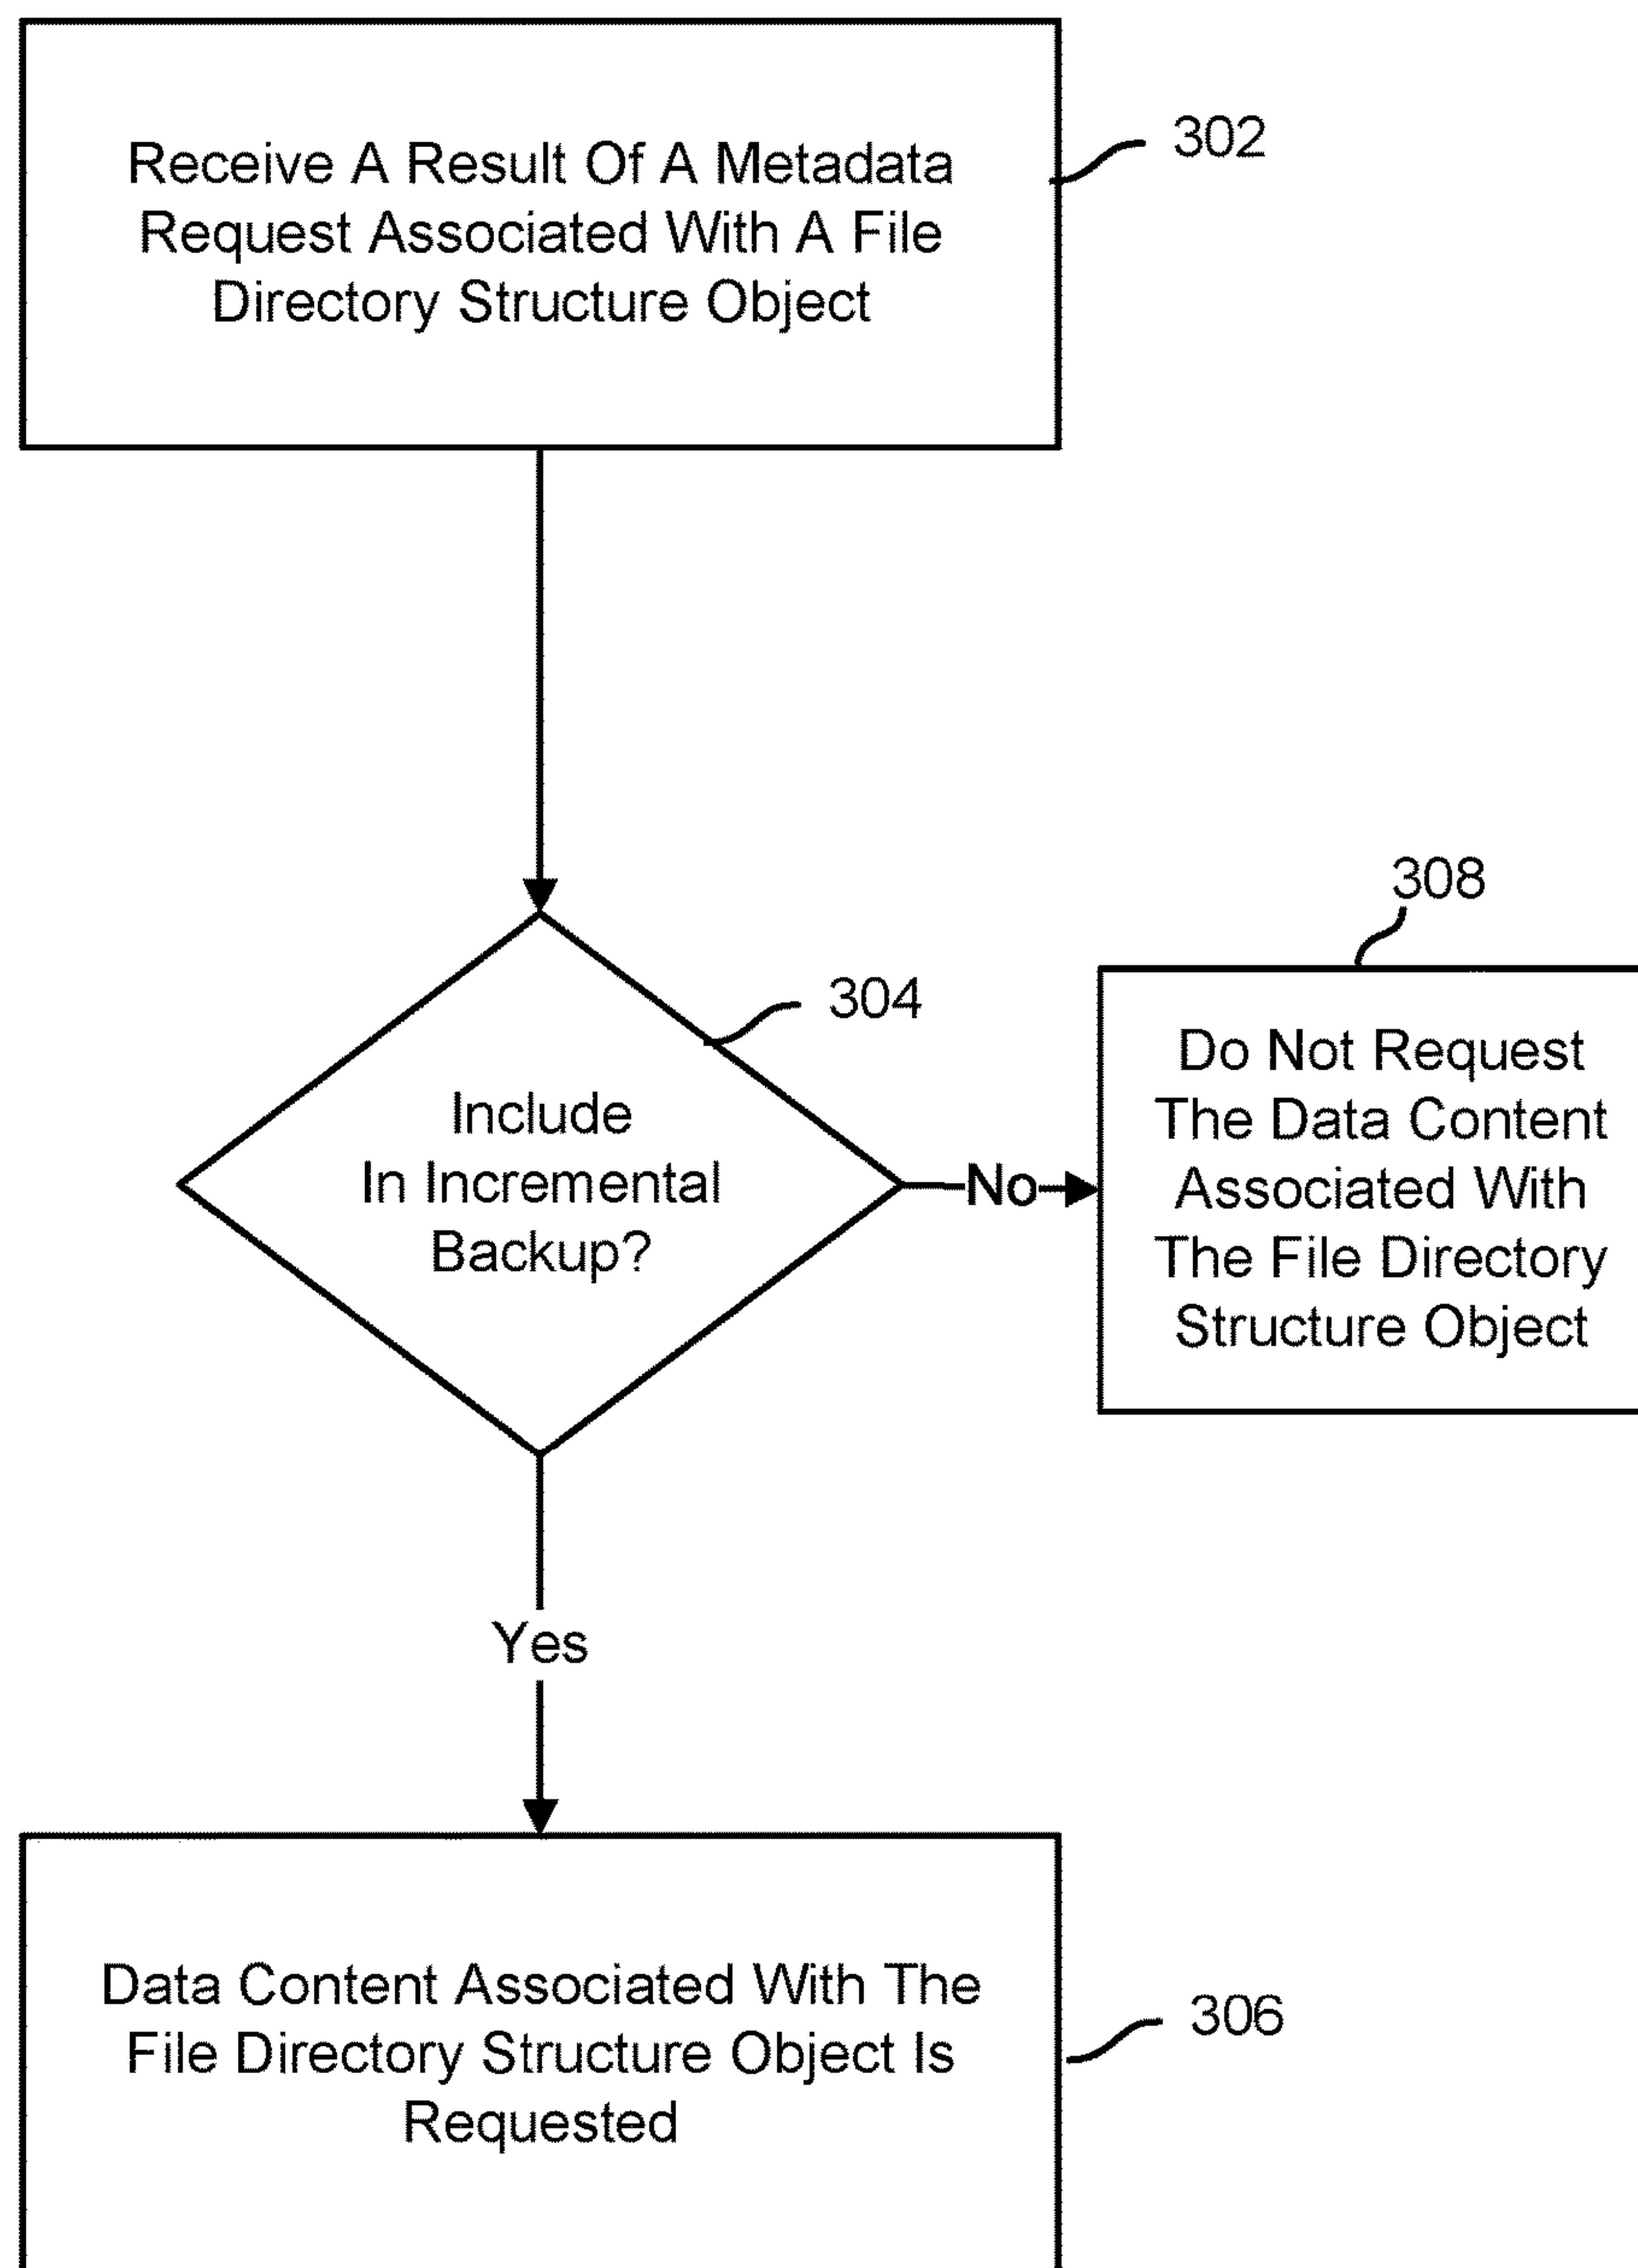 Receive A Result Of A Metadata
Request Associated With A File
Directory Structure Object
302
304
Include
In Incremental
Backup?
No
308
Do Not Request
The Data Content
Associated With
The File Directory
Structure Object
Yes
Data Content Associated With The
File Directory Structure Object Is
Requested
306